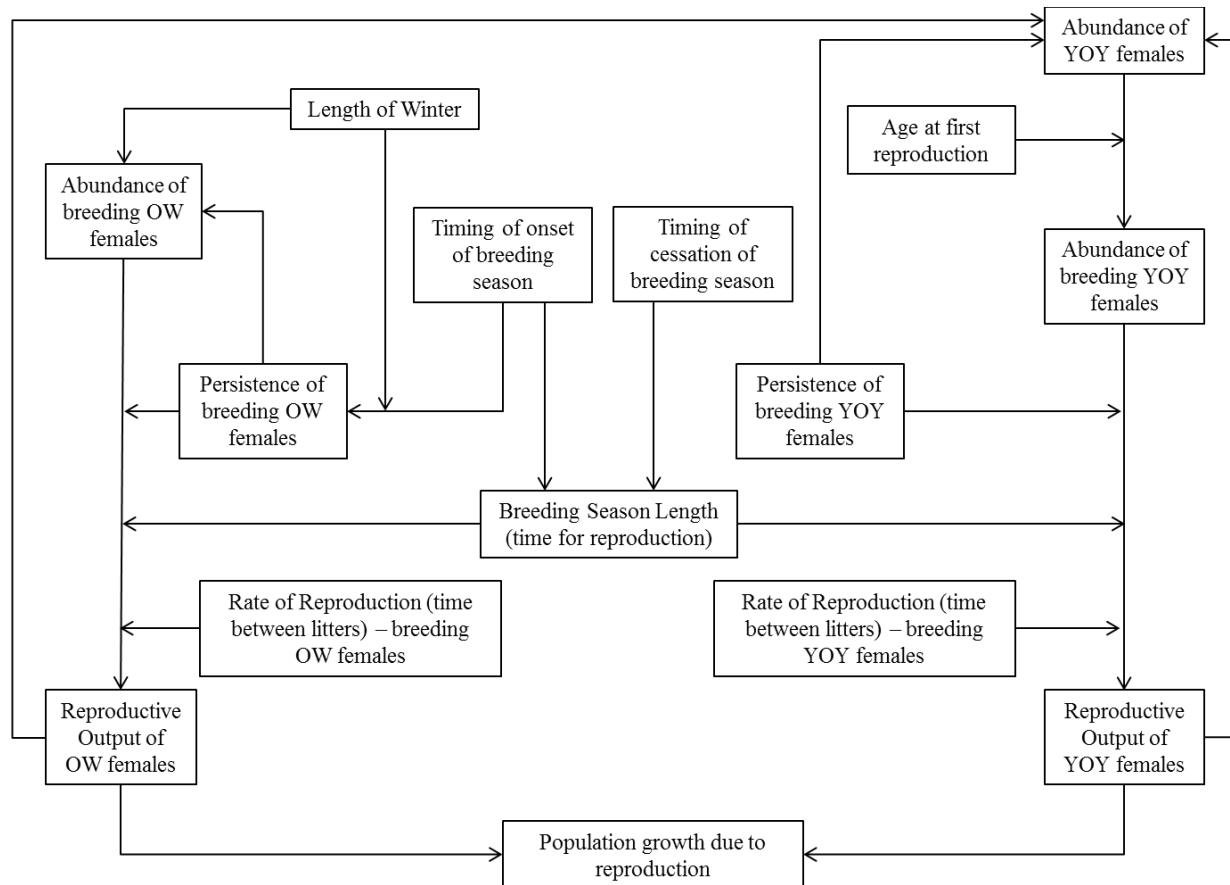 Abundance of
YOY females
Length of Winter
Age at first
reproduction
Abundance of
breeding OW
females
Timing of onset
of breeding
season
Timing of
cessation of
breeding season
Abundance of
breeding YOY
females
Persistence of
breeding OW
females
Persistence of
breeding YOY
females
Breeding Season Length
(time for reproduction)
Rate of Reproduction (time
between litters) – breeding
OW females
Rate of Reproduction (time
between litters) – breeding
YOY females
Reproductive
Output of
OW females
Reproductive
Output of
YOY females
Population growth due to
reproduction